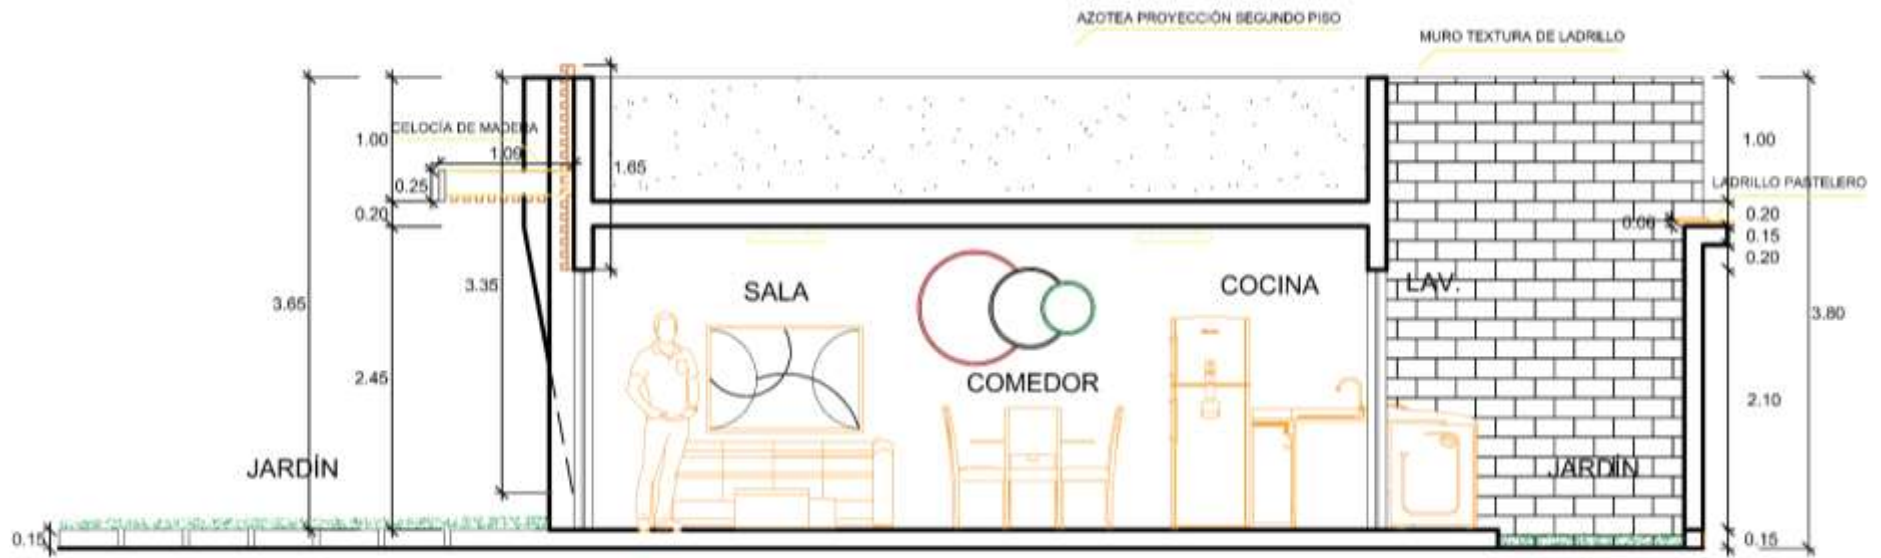 AZOTEA PROYECCIÓN SEGUNDO PISO
MURO TEXTURA DE LADRILLO
CELOCÍA DE MADERA
1.00
1.09
1.65
1.00
0.25
LADRILLO PASTELERO
0.20
0.20
0.06
0.15
0.20
3.35
SALA
COCINA
LAV.
3.65
3.80
2.45
COMEDOR
2.10
JARDÍN
JARDÍN
0.15
0.15